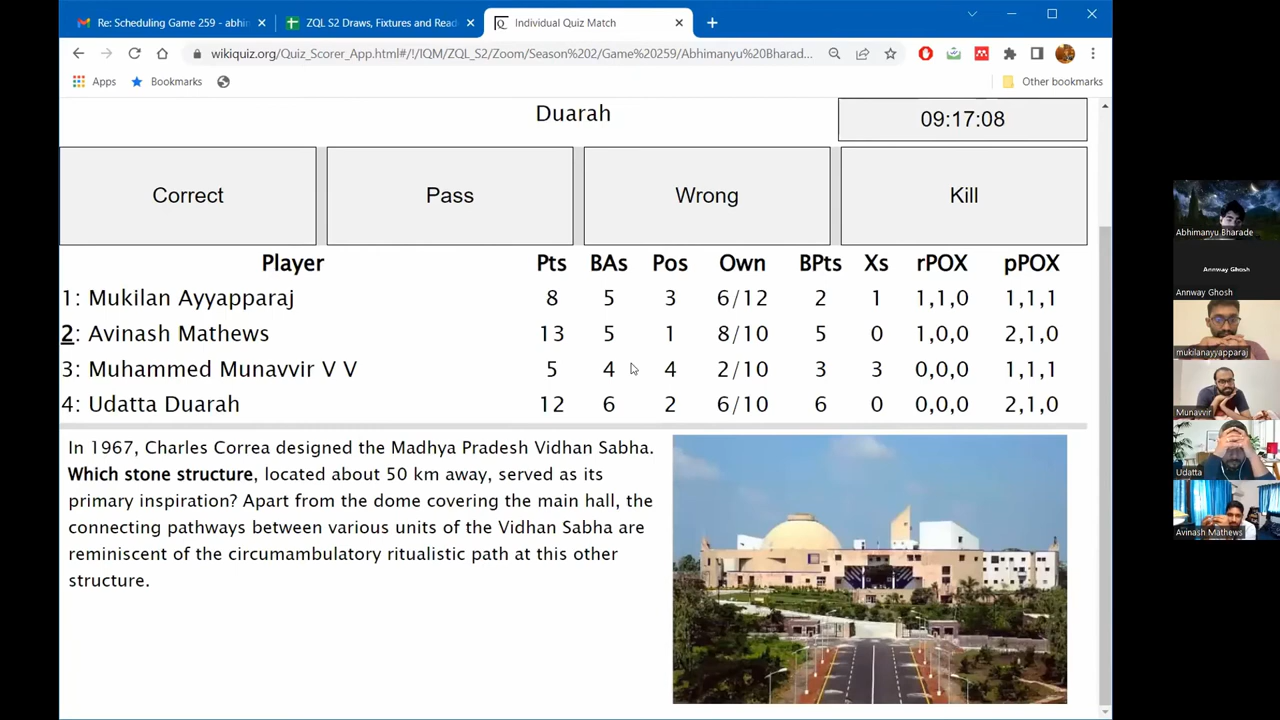 Re: Scheduling Game 259 - abhin
ZQL S2 Draws, Fixtures and Read
Individual Quiz Match
wikiquiz.org/Quiz_Scorer_App.html#/!/IQM/ZQL_S2/Zoom/Season%202/Game%20259/Abhimanyu%20Bharad...
Apps
Bookmarks
Other bookmarks
Duarah
09:17:08
Correct
Pass
Wrong
Kill
Player Pts BAs Pos Own BPts Xs rPOX pPOX
1: Mukilan Ayyapparaj 8 5 3 6/12 2 1 1,1,0 1,1,1
2: Avinash Mathews 13 5 1 8/10 5 0 1,0,0 2,1,0
3: Muhammed Munavvir V V 5 4 4 2/10 3 3 0,0,0 1,1,1
4: Udatta Duarah 12 6 2 6/10 6 0 0,0,0 2,1,0
In 1967, Charles Correa designed the Madhya Pradesh Vidhan Sabha.
Which stone structure, located about 50 km away, served as its
primary inspiration? Apart from the dome covering the main hall, the
connecting pathways between various units of the Vidhan Sabha are
reminiscent of the circumambulatory ritualistic path at this other
structure.
Abhimanyu Bharade
Annway Ghosh
Annway Ghosh
mukilanayyapparaj
Munavvir
Udatta
Avinash Mathews